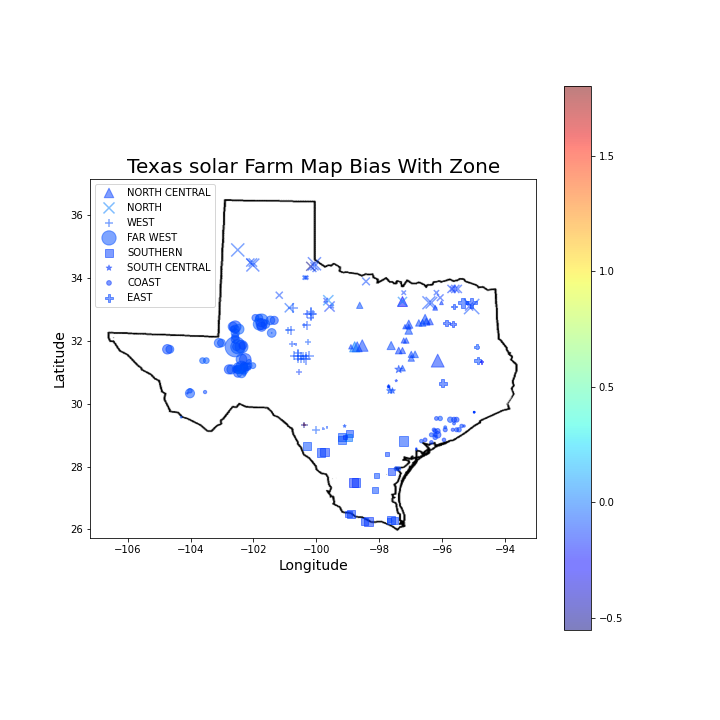 Texas solar Farm Map Bias With Zone
NORTH CENTRAL
NORTH
WEST
FAR WEST
SOUTHERN
SOUTH CENTRAL
COAST
EAST
36
34
32
30
28
26
Latitude
−106
−104
−102
−100
−98
−96
−94
Longitude
1.5
1.0
0.5
0.0
−0.5